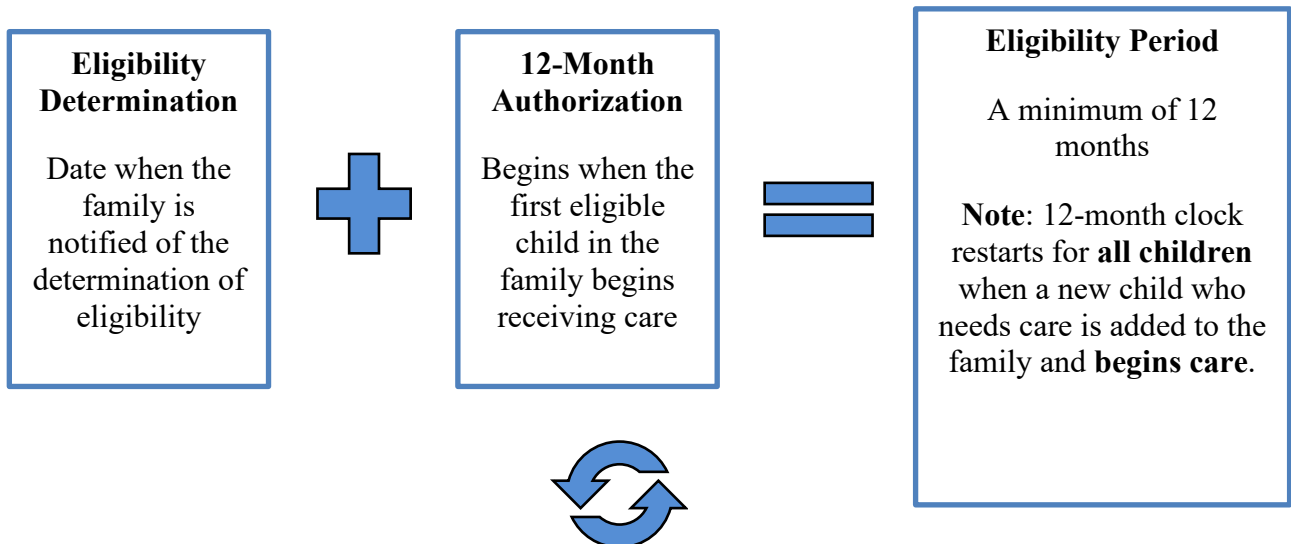 Eligibility
Determination
Date when the
family is
notified of the
determination of
eligibility
12-Month
Authorization
Begins when the
first eligible
child in the
family begins
receiving care
Eligibility Period
A minimum of 12
months
Note: 12-month clock
restarts for all children
when a new child who
needs care is added to the
family and begins care.